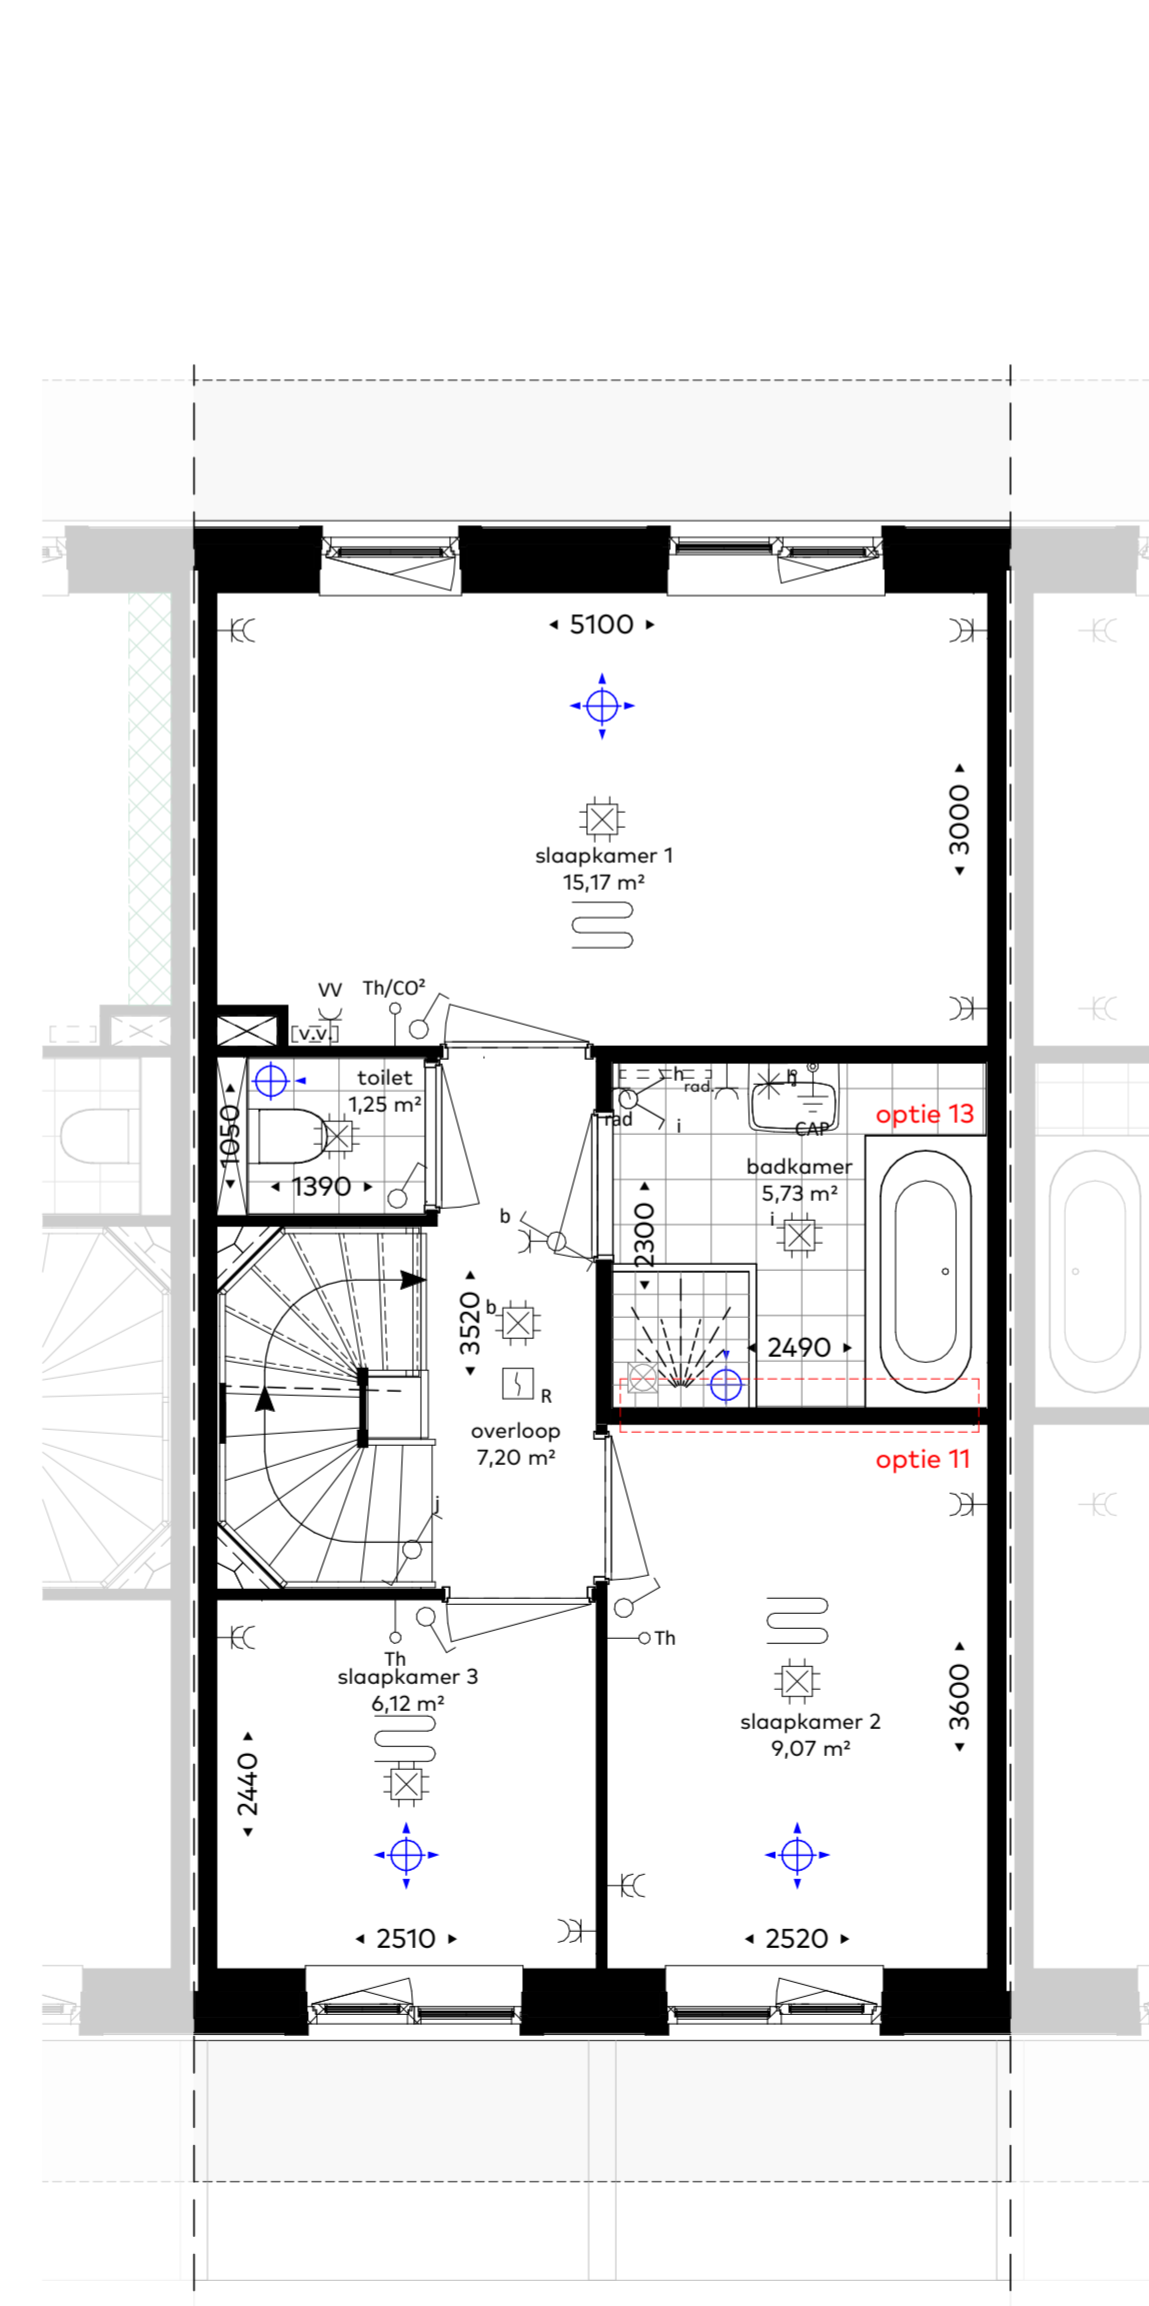 5100
3000
slaapkamer 1
15,17 m²
VV
Th/CO²
v.v.
toilet
1,25 m²
1050
1390
h
rad.
rad
i
CAP
optie 13
badkamer
5,73 m²
i
2300
2490
b
b
3520
R
overloop
7,20 m²
optie 11
j
Th
slaapkamer 3
6,12 m²
2440
2510
Th
slaapkamer 2
9,07 m²
3600
2520